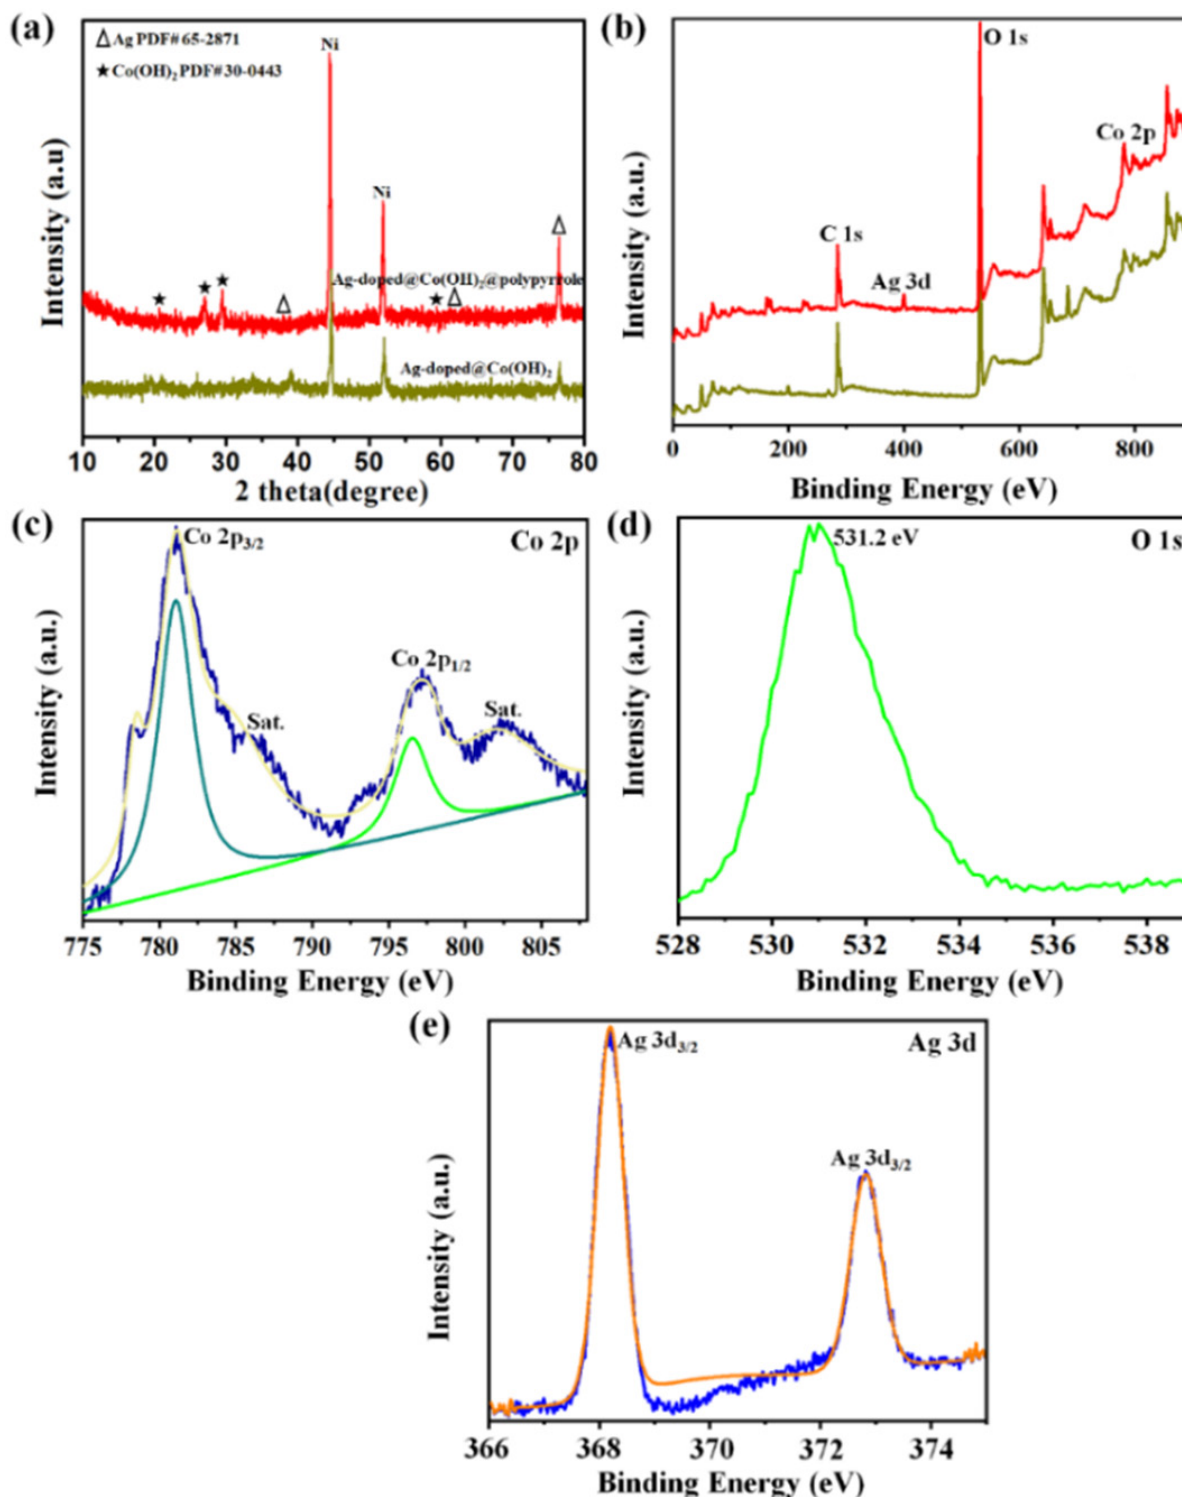 (a)
△ Ag PDF#65-2871
★ Co(OH)₂ PDF#30-0443
Ni
Ni
Ag-doped@Co(OH)₂@polypyrrole
Ag-doped@Co(OH)₂
Intensity (a.u)
10 20 30 40 50 60 70 80
2 theta(degree)
(b)
O 1s
Co 2p
C 1s
Ag 3d
Intensity (a.u.)
0 200 400 600 800
Binding Energy (eV)
(c)
Co 2p₃/₂
Co 2p
Co 2p₁/₂
Sat.
Sat.
Intensity (a.u.)
775 780 785 790 795 800 805
Binding Energy (eV)
(d)
531.2 eV
O 1s
Intensity (a.u.)
528 530 532 534 536 538
Binding Energy (eV)
(e)
Ag 3d₃/₂
Ag 3d
Ag 3d₃/₂
Intensity (a.u.)
366 368 370 372 374
Binding Energy (eV)